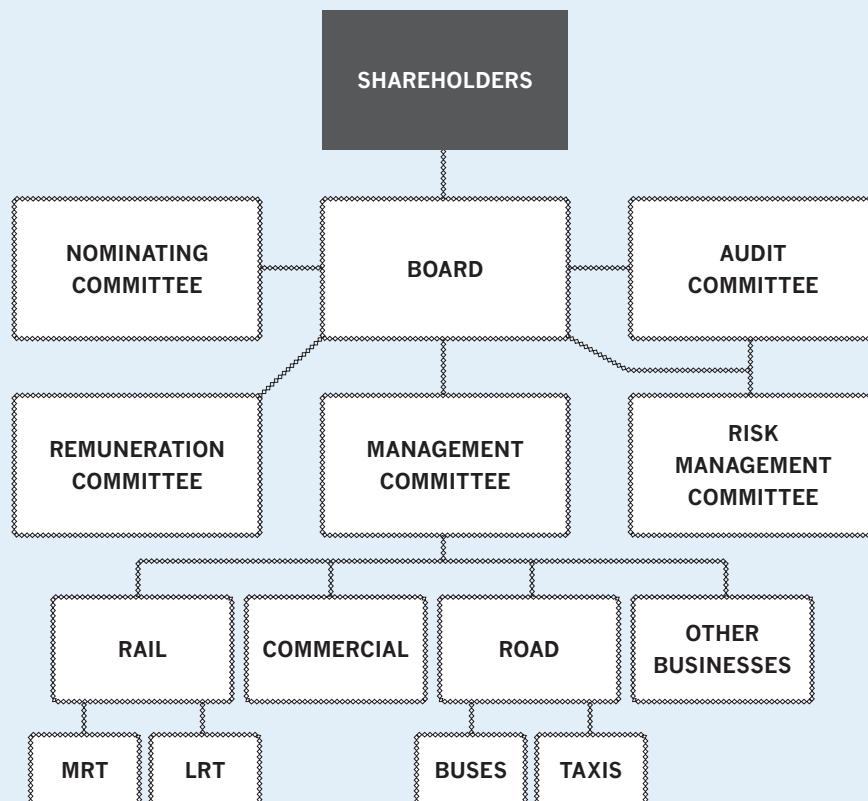 SHAREHOLDERS
NOMINATING
COMMITTEE
BOARD
AUDIT
COMMITTEE
REMUNERATION
COMMITTEE
MANAGEMENT
COMMITTEE
RISK
MANAGEMENT
COMMITTEE
RAIL
COMMERCIAL
ROAD
OTHER
BUSINESSES
MRT
LRT
BUSES
TAXIS